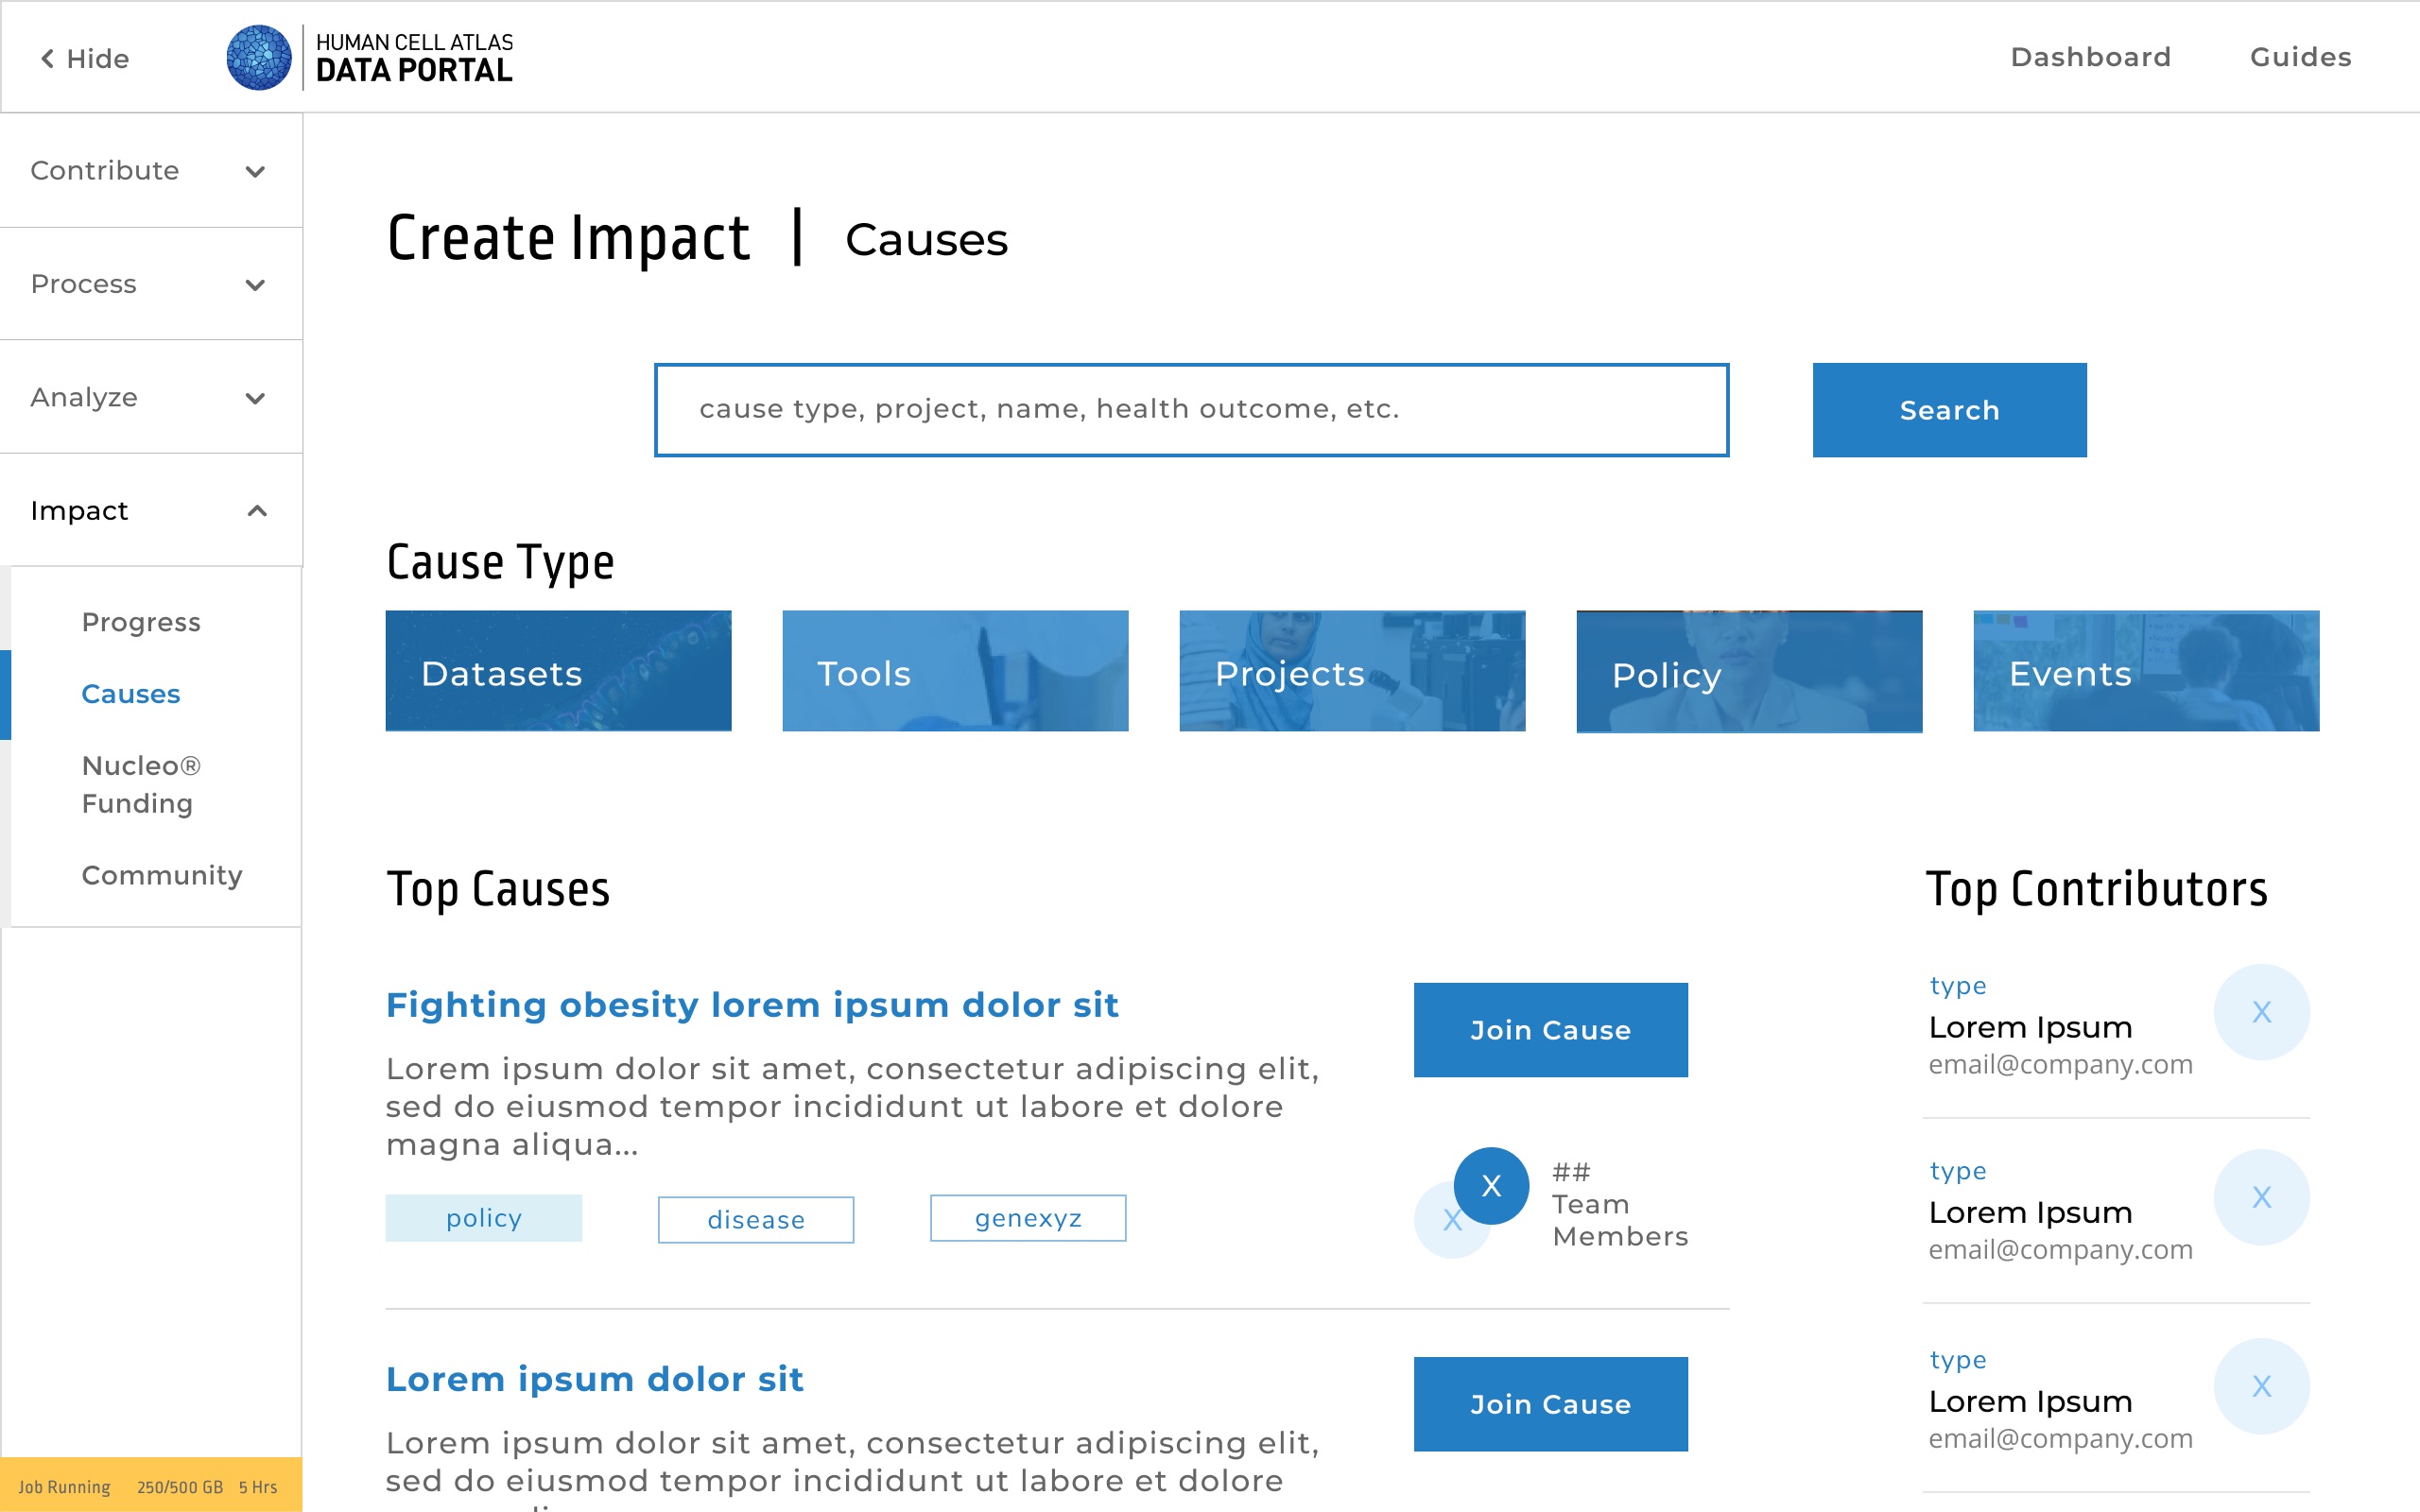 Hide
HUMAN CELL ATLAS
DATA PORTAL
Dashboard
Guides
Contribute
Process
Analyze
Impact
Progress
Causes
Nucleo®
Funding
Community
Job Running 250/500 GB 5 Hrs
Create Impact | Causes
cause type, project, name, health outcome, etc.
Search
Cause Type
Datasets
Tools
Projects
Policy
Events
Top Causes
Fighting obesity lorem ipsum dolor sit
Lorem ipsum dolor sit amet, consectetur adipiscing elit,
sed do eiusmod tempor incididunt ut labore et dolore
magna aliqua...
policy
disease
genexyz
Join Cause
X
X
##
Team
Members
Lorem ipsum dolor sit
Lorem ipsum dolor sit amet, consectetur adipiscing elit,
sed do eiusmod tempor incididunt ut labore et dolore
Join Cause
Top Contributors
type
Lorem Ipsum
email@company.com
X
type
Lorem Ipsum
email@company.com
X
type
Lorem Ipsum
email@company.com
X